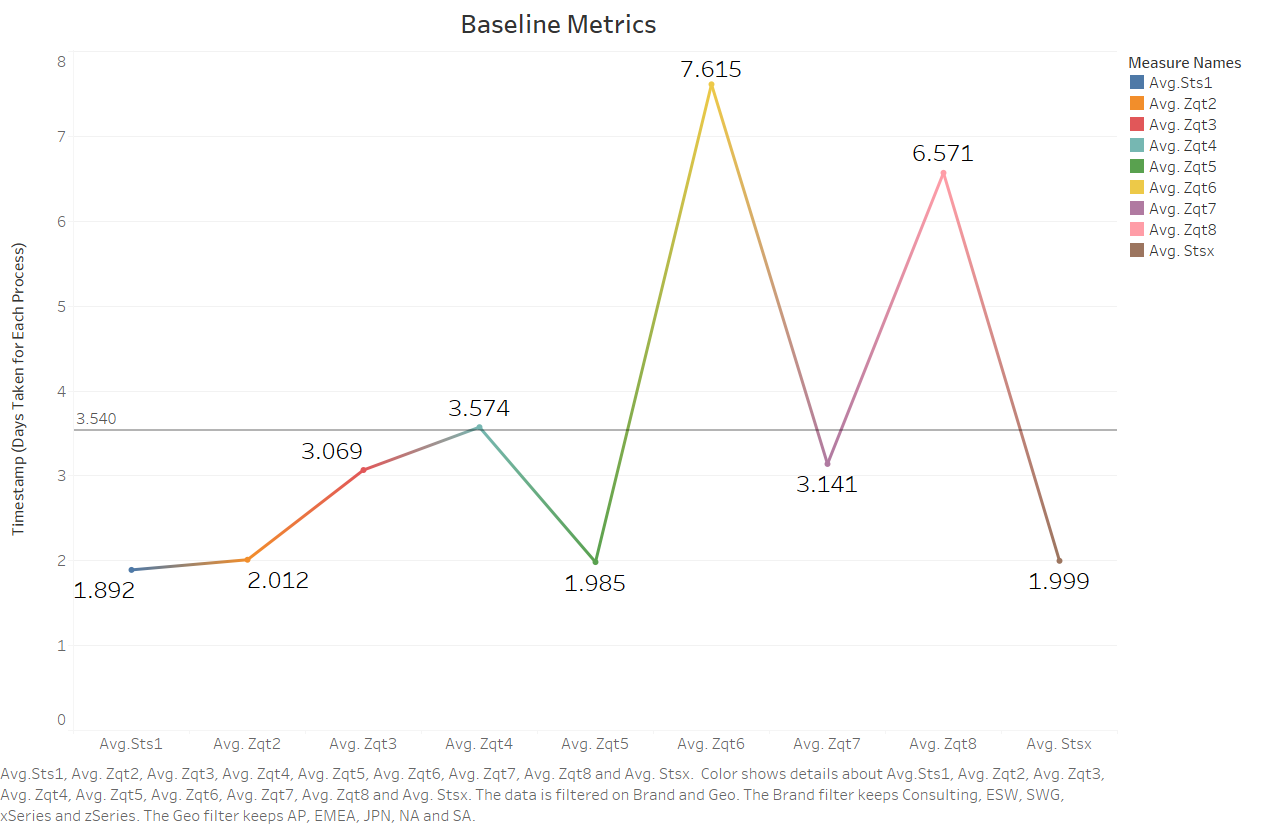 Baseline Metrics
8
7
6
5
4
3
2
1
0
Timestamp (Days Taken for Each Process)
3.540
1.892
2.012
3.069
3.574
1.985
7.615
3.141
6.571
1.999
Avg.Sts1 Avg. Zqt2 Avg. Zqt3 Avg. Zqt4 Avg. Zqt5 Avg. Zqt6 Avg. Zqt7 Avg. Zqt8 Avg. Stsx
Measure Names
Avg.Sts1
Avg. Zqt2
Avg. Zqt3
Avg. Zqt4
Avg. Zqt5
Avg. Zqt6
Avg. Zqt7
Avg. Zqt8
Avg. Stsx
Avg.Sts1, Avg. Zqt2, Avg. Zqt3, Avg. Zqt4, Avg. Zqt5, Avg. Zqt6, Avg. Zqt7, Avg. Zqt8 and Avg. Stsx.  Color shows details about Avg.Sts1, Avg. Zqt2, Avg. Zqt3,
Avg. Zqt4, Avg. Zqt5, Avg. Zqt6, Avg. Zqt7, Avg. Zqt8 and Avg. Stsx. The data is filtered on Brand and Geo. The Brand filter keeps Consulting, ESW, SWG,
xSeries and zSeries. The Geo filter keeps AP, EMEA, JPN, NA and SA.